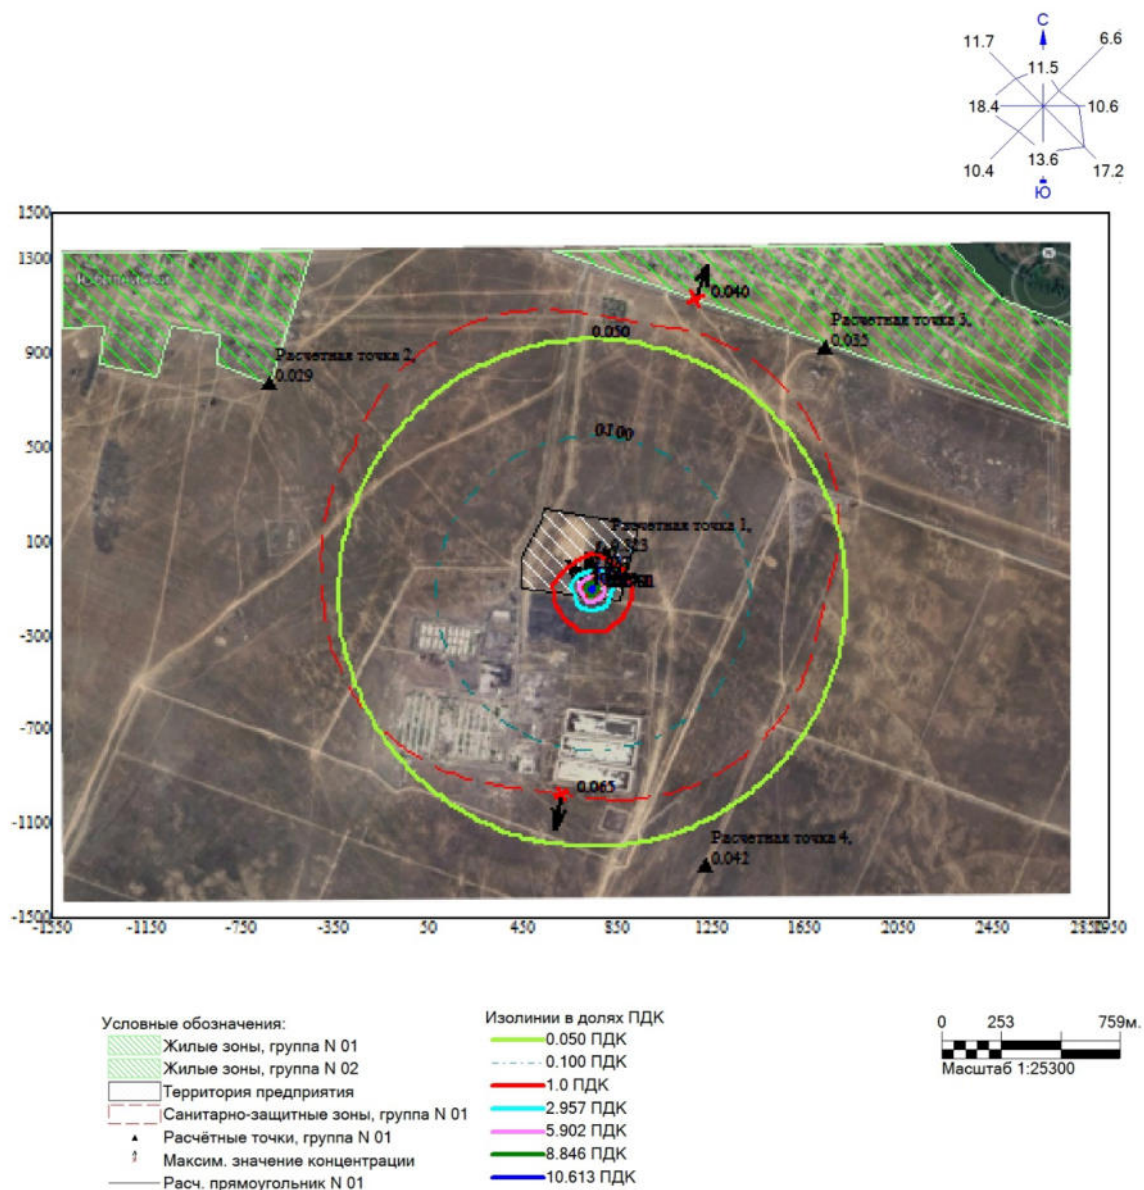 С
11.7
6.6
11.5
18.4
10.6
13.6
10.4
17.2
Ю
1500
1300
0.040
Расчетная точка 3,
0.035
0.050
900
Расчетная точка 2,
0.029
500
0.100
Расчетная точка 1,
100
-300
-700
0.065
-1100
Расчетная точка 4,
0.042
-1500
-1550 -1150 -750 50 450 850 1250 1650 2050 2450 2950
Условные обозначения:
Жилые зоны, группа N 01
Жилые зоны, группа N 02
Территория предприятия
Санитарно-защитные зоны, группа N 01
Расчётные точки, группа N 01
Максим. значение концентрации
Расч. прямоугольник N 01
Изолинии в долях ПДК
0.050 ПДК
0.100 ПДК
1.0 ПДК
2.957 ПДК
5.902 ПДК
8.846 ПДК
10.613 ПДК
0 253 759м.
Масштаб 1:25300